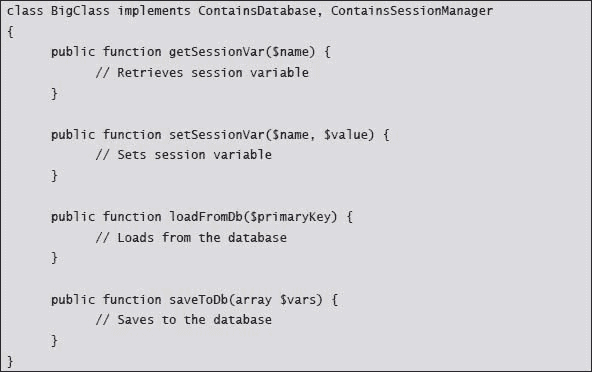 class BigClass implements ContainsDatabase, ContainsSessionManager
{
public function getSessionVar($name) {
// Retrieves session variable
}
public function setSessionVar($name, $value) {
// Sets session variable
}
public function loadFromDb($primaryKey) {
// Loads from the database
}
public function saveToDb(array $vars) {
// Saves to the database
}
}